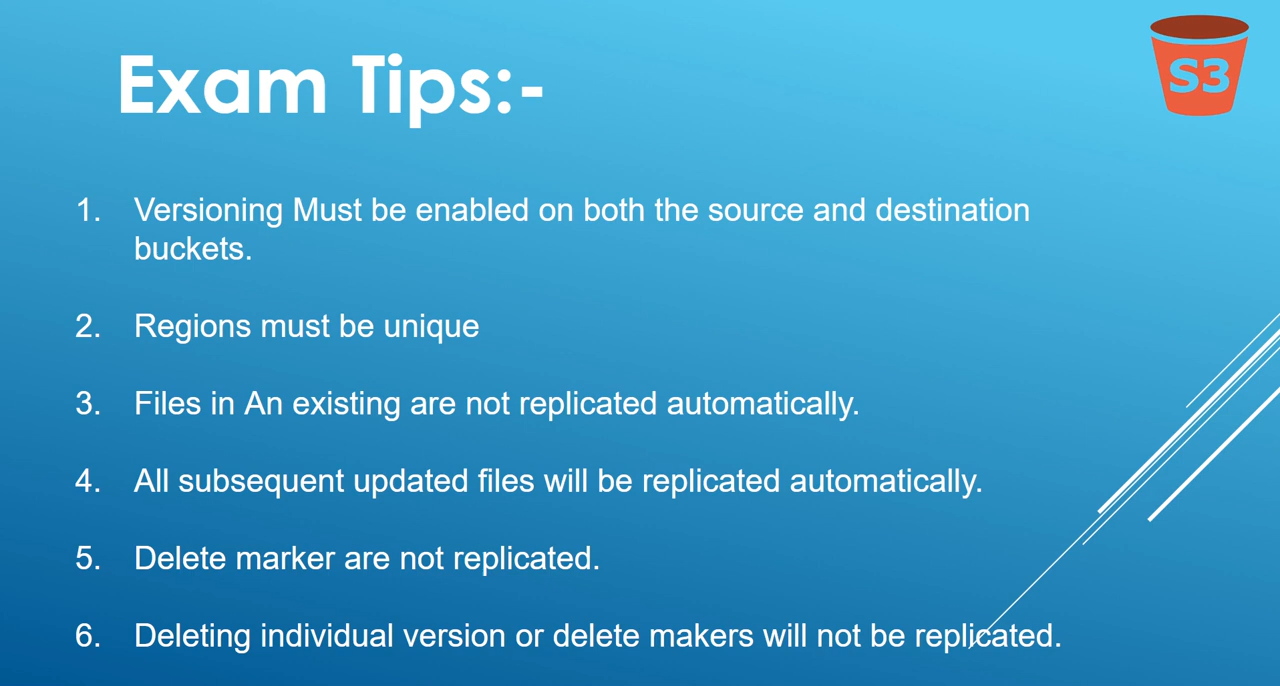 Exam Tips:-
S3
1. Versioning Must be enabled on both the source and destination
buckets.
2. Regions must be unique
3. Files in An existing are not replicated automatically.
4. All subsequent updated files will be replicated automatically.
5. Delete marker are not replicated.
6. Deleting individual version or delete makers will not be replicated.